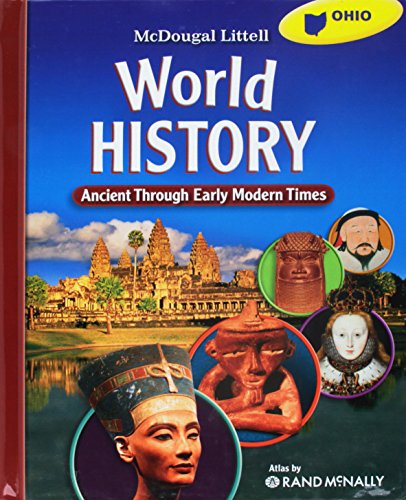 OHIO
McDougal Littell
World
HISTORY
Ancient Through Early Modern Times
Atlas by
RAND McNALLY